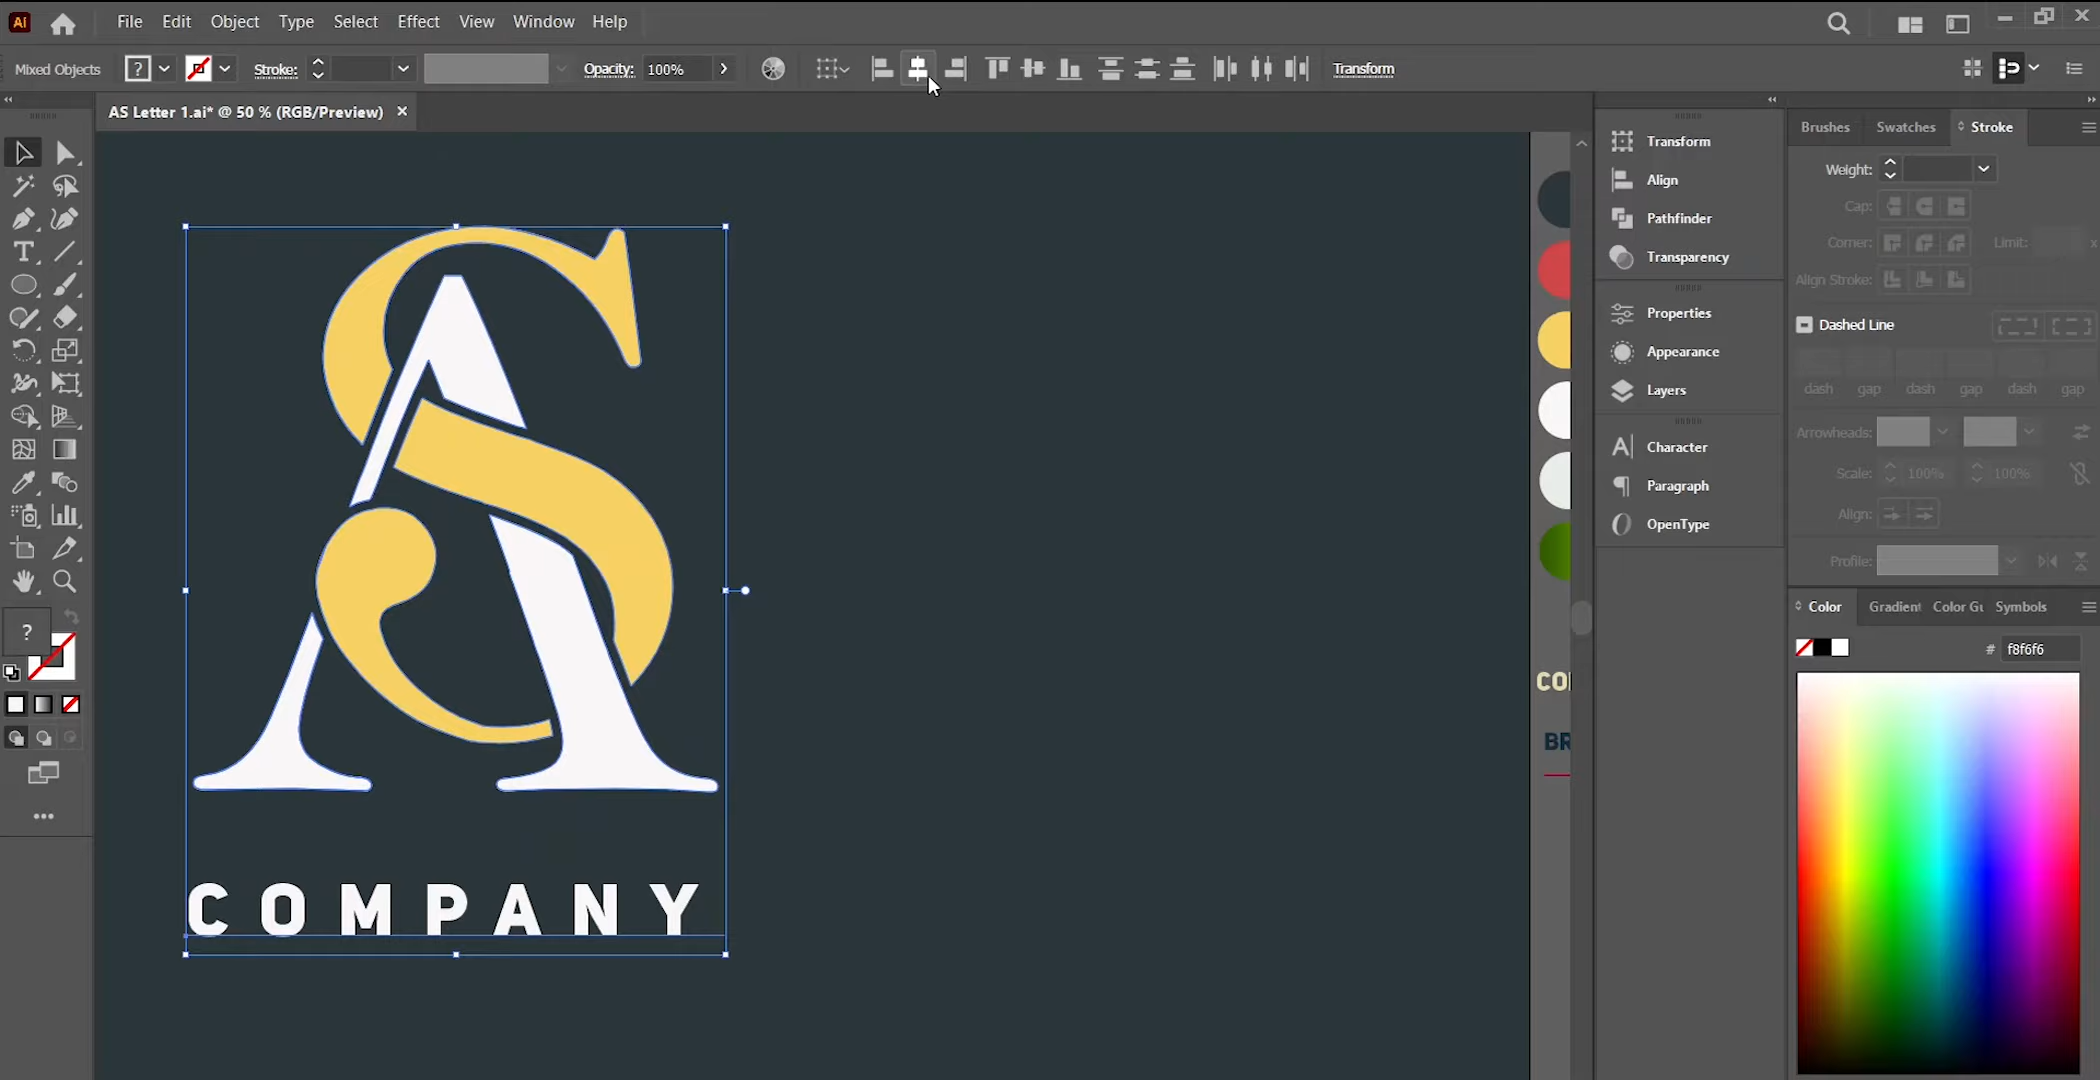 Ai File Edit Object Type Select Effect View Window Help
Mixed Objects ? Stroke: Opacity: 100% Transform
AS Letter 1.ai* @ 50 % (RGB/Preview) ×
AS
COMPANY
?
Transform
Align
Pathfinder
Transparency
Properties
Appearance
Layers
Character
Paragraph
OpenType
Brushes Swatches Stroke
Weight:
Cap:
Corner: Limit: x
Align Stroke:
Dashed Line
dash gap dash gap dash gap
Arrowheads:
Scale: 100% 100%
Align:
Profile:
Color Gradient Color Gu Symbols
# f8f6f6
CO
BR